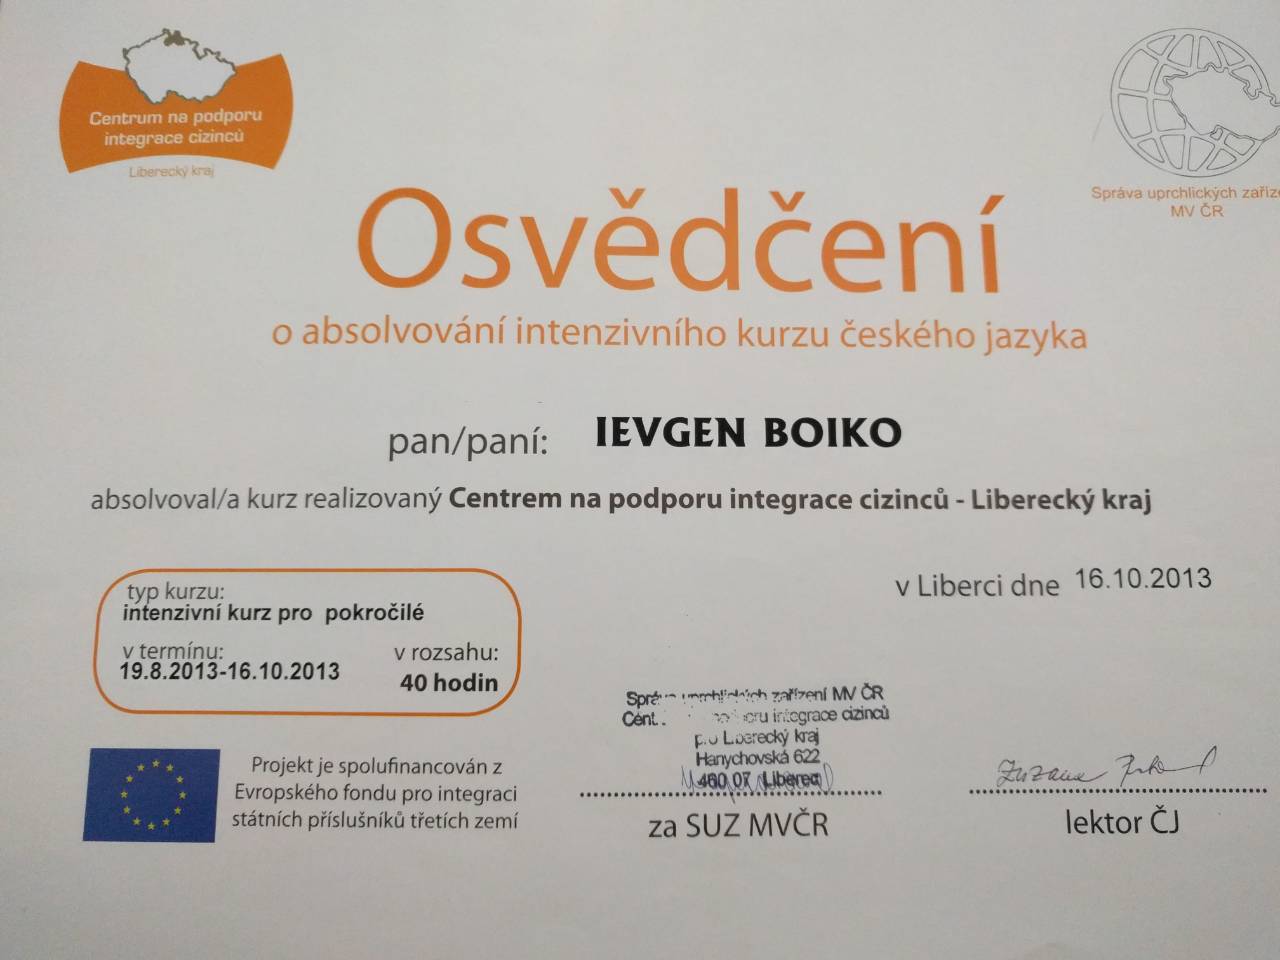 Centrum na podporu
integrace cizinců
Liberecký kraj
Správa uprchlických zaříze
MV ČR
Osvědčení
o absolvování intenzivního kurzu českého jazyka
pan/paní: IEVGEN BOIKO
absolvoval/a kurz realizovaný Centrem na podporu integrace cizinců - Liberecký kraj
v Liberci dne 16.10.2013
typ kurzu:
intenzivní kurz pro pokročilé
v termínu: v rozsahu:
19.8.2013-16.10.2013 40 hodin
Správa uprchlických zařízení MV ČR
integrace cizinců
Liberecký kraj
Hanychovská 622
460 07 Liberec
Projekt je spolufinancován z
Evropského fondu pro integraci
státních příslušníků třetích zemí
za SUZ MVČR
Zuzana
lektor ČJ